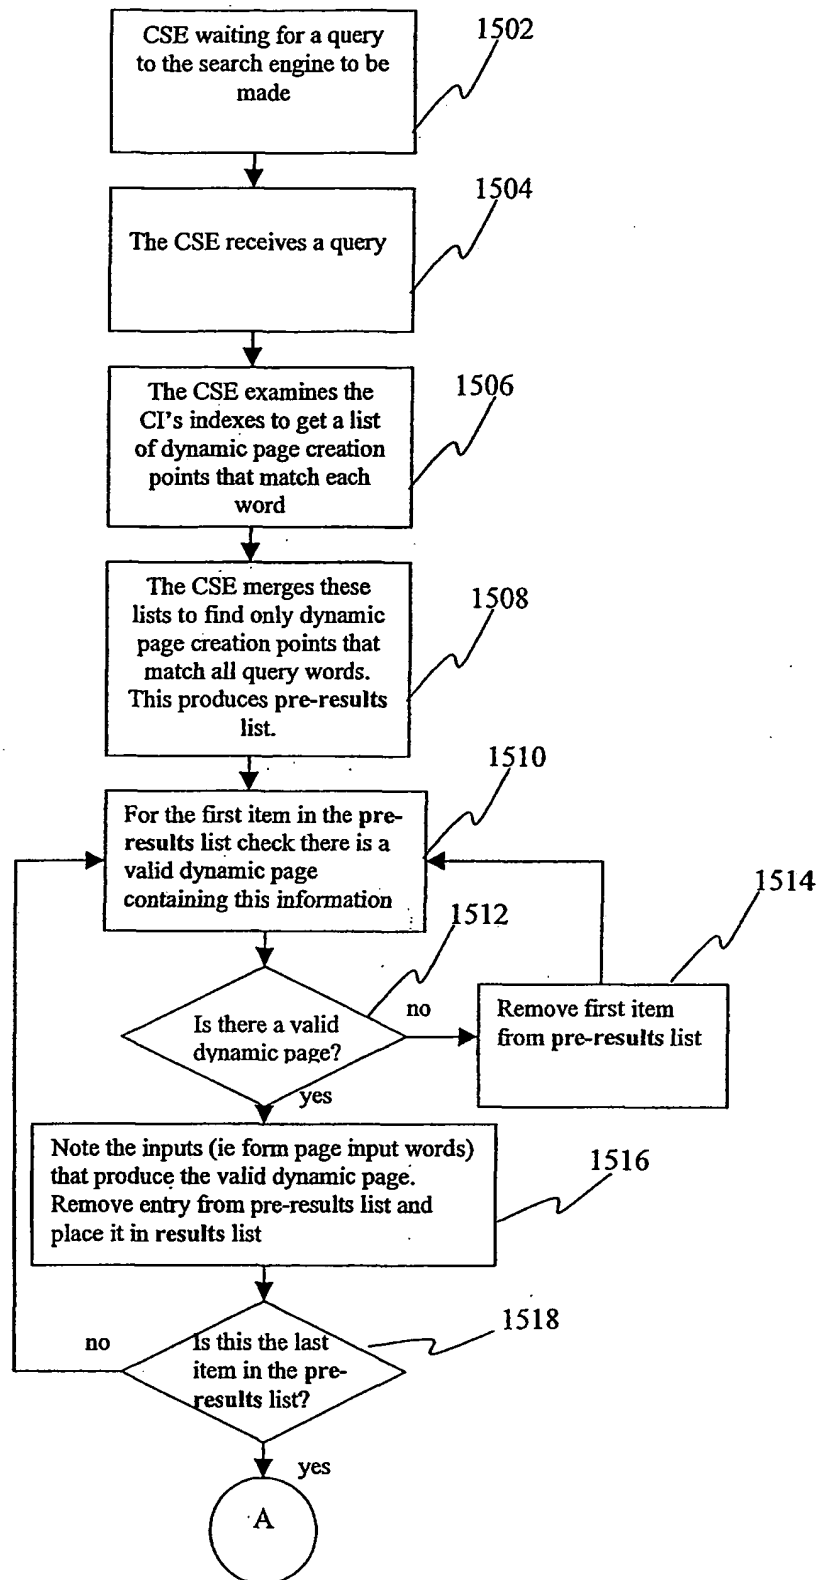 CSE waiting for a query
to the search engine to be
made
1502
The CSE receives a query
1504
The CSE examines the
CI's indexes to get a list
of dynamic page creation
points that match each
word
1506
The CSE merges these
lists to find only dynamic
page creation points that
match all query words.
This produces pre-results
list.
1508
For the first item in the pre-
results list check there is a
valid dynamic page
containing this information
1510
Is there a valid
dynamic page?
1512
no
Remove first item
from pre-results list
1514
yes
Note the inputs (ie form page input words)
that produce the valid dynamic page.
Remove entry from pre-results list and
place it in results list
1516
Is this the last
item in the pre-
results list?
1518
no
yes
A